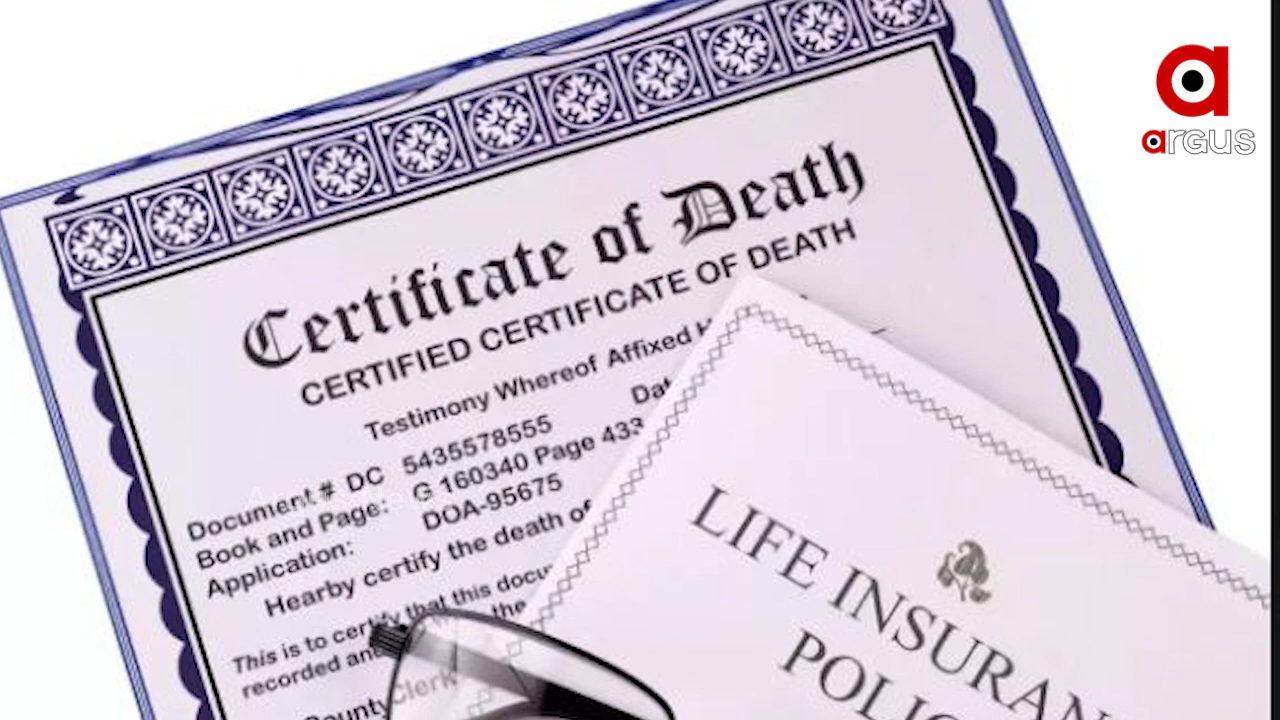 argus
Certificate of Death
CERTIFIED CERTIFICATE OF DEATH
Testimony Whereof Affixed H
Dat
Document # DC 5435578555
Book and Page: G 160340 Page 433
Application: DOA-95675
Hearby certify the death of
This is to certify that this docu
recorded and the
County Clerk
LIFE INSURAN
POLIC